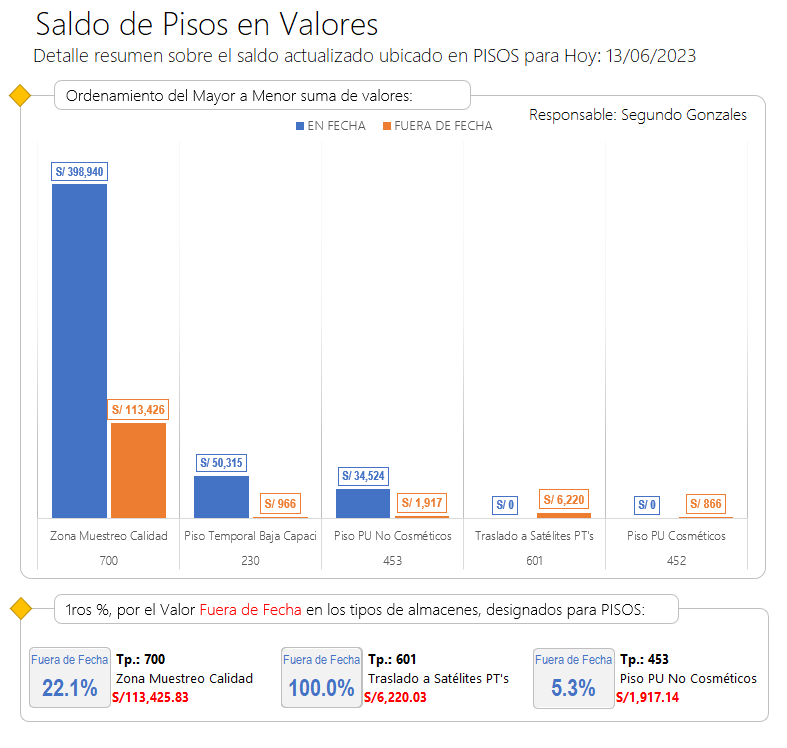 Saldo de Pisos en Valores
Detalle resumen sobre el saldo actualizado ubicado en PISOS para Hoy: 13/06/2023
Ordenamiento del Mayor a Menor suma de valores:
Responsable: Segundo Gonzales
EN FECHA FUERA DE FECHA
S/ 398,940
S/ 113,426
S/ 50,315
S/ 966
S/ 34,524
S/ 1,917
S/ 0
S/ 6,220
S/ 0
S/ 866
Zona Muestreo Calidad Piso Temporal Baja Capaci Piso PU No Cosméticos Traslado a Satélites PT's Piso PU Cosméticos
700 230 453 601 452
1ros %, por el Valor Fuera de Fecha en los tipos de almacenes, designados para PISOS:
Fuera de Fecha
22.1%
Tp.: 700
Zona Muestreo Calidad
S/113,425.83
Fuera de Fecha
100.0%
Tp.: 601
Traslado a Satélites PT's
S/6,220.03
Fuera de Fecha
5.3%
Tp.: 453
Piso PU No Cosméticos
S/1,917.14